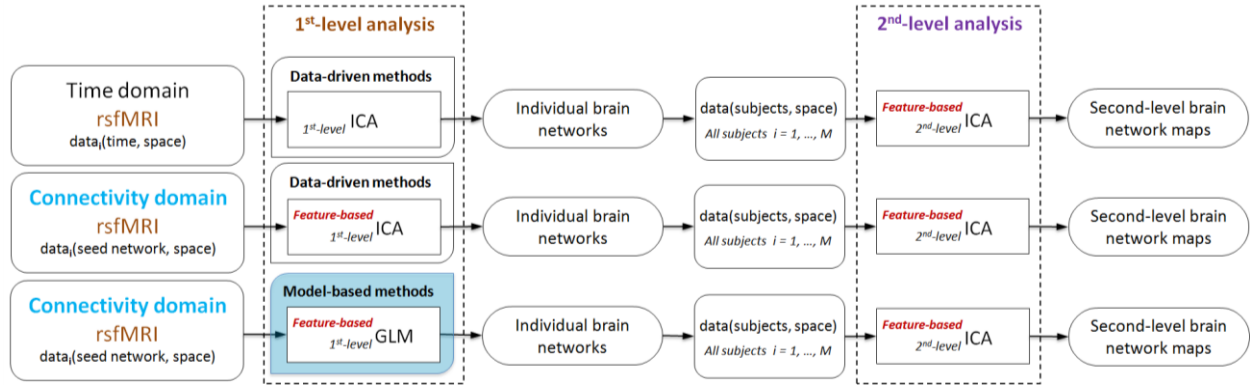 1st-level analysis
2nd-level analysis
Time domain
rsfMRI
dataᵢ(time, space)
Data-driven methods
1st-level ICA
Individual brain
networks
data(subjects, space)
All subjects i = 1, ..., M
Feature-based
2nd-level ICA
Second-level brain
network maps
Connectivity domain
rsfMRI
dataᵢ(seed network, space)
Data-driven methods
Feature-based
1st-level ICA
Individual brain
networks
data(subjects, space)
All subjects i = 1, ..., M
Feature-based
2nd-level ICA
Second-level brain
network maps
Connectivity domain
rsfMRI
dataᵢ(seed network, space)
Model-based methods
Feature-based
1st-level GLM
Individual brain
networks
data(subjects, space)
All subjects i = 1, ..., M
Feature-based
2nd-level ICA
Second-level brain
network maps